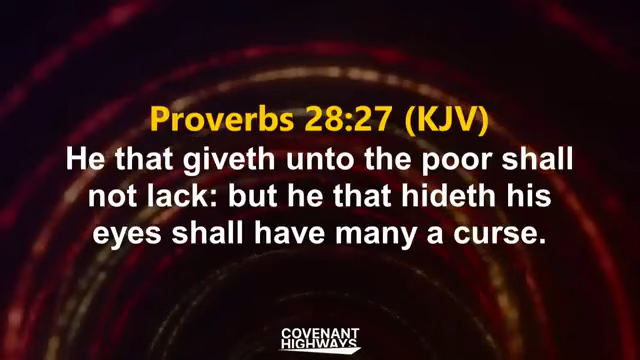 Proverbs 28:27 (KJV)
He that giveth unto the poor shall
not lack: but he that hideth his
eyes shall have many a curse.
COVENANT
HIGHWAYS